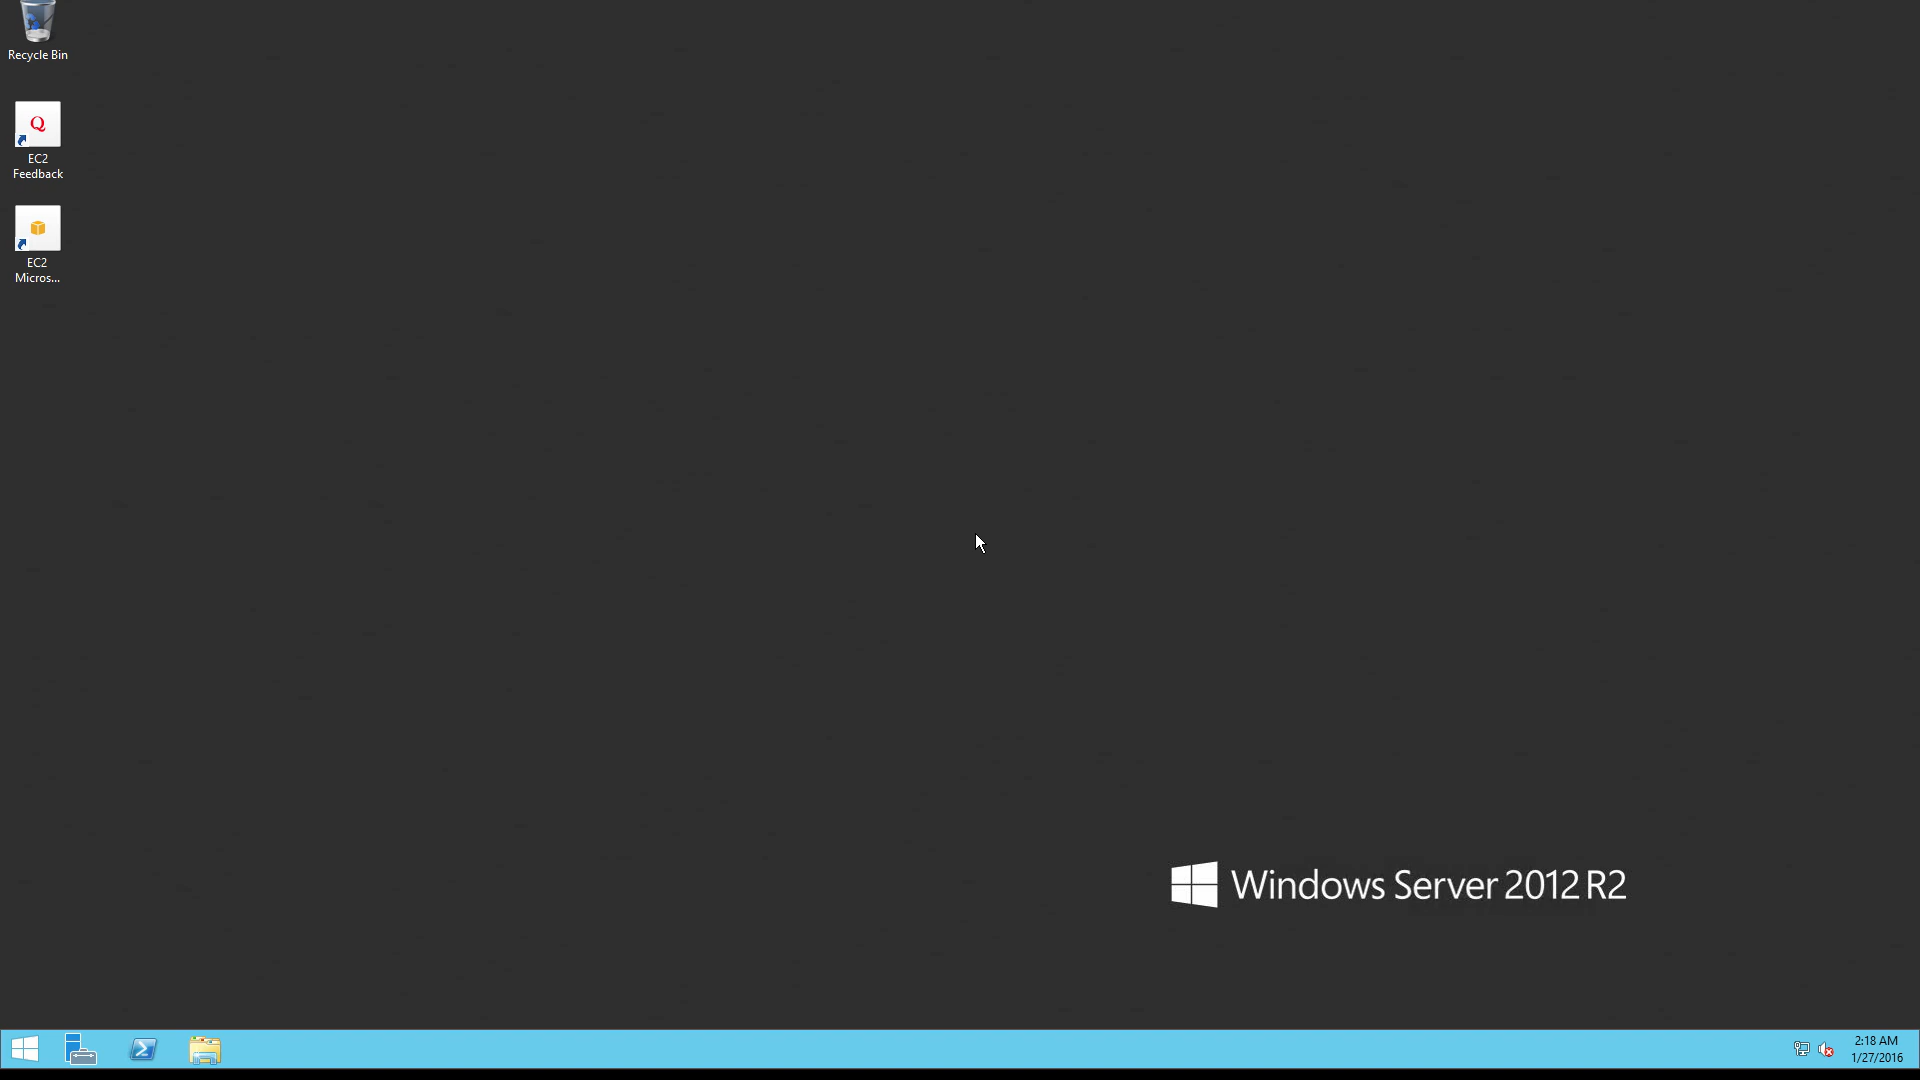 Recycle Bin
EC2
Feedback
EC2
Micros...
Windows Server 2012 R2
2:18 AM
1/27/2016